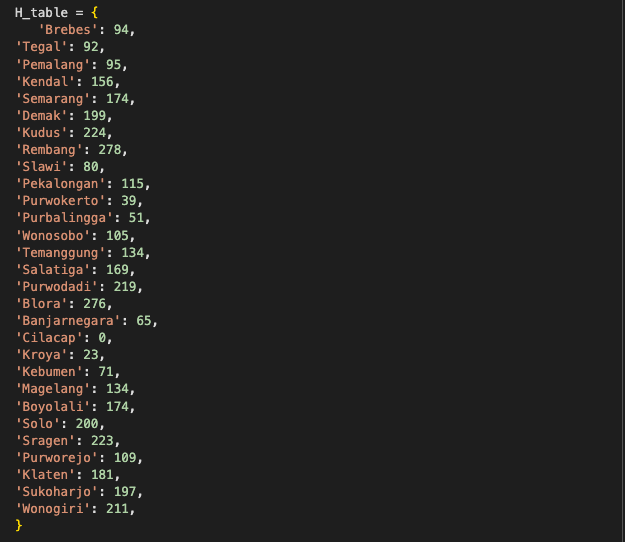 H_table = {
'Brebes': 94,
'Tegal': 92,
'Pemalang': 95,
'Kendal': 156,
'Semarang': 174,
'Demak': 199,
'Kudus': 224,
'Rembang': 278,
'Slawi': 80,
'Pekalongan': 115,
'Purwokerto': 39,
'Purbalingga': 51,
'Wonosobo': 105,
'Temanggung': 134,
'Salatiga': 169,
'Purwodadi': 219,
'Blora': 276,
'Banjarnegara': 65,
'Cilacap': 0,
'Kroya': 23,
'Kebumen': 71,
'Magelang': 134,
'Boyolali': 174,
'Solo': 200,
'Sragen': 223,
'Purworejo': 109,
'Klaten': 181,
'Sukoharjo': 197,
'Wonogiri': 211,
}